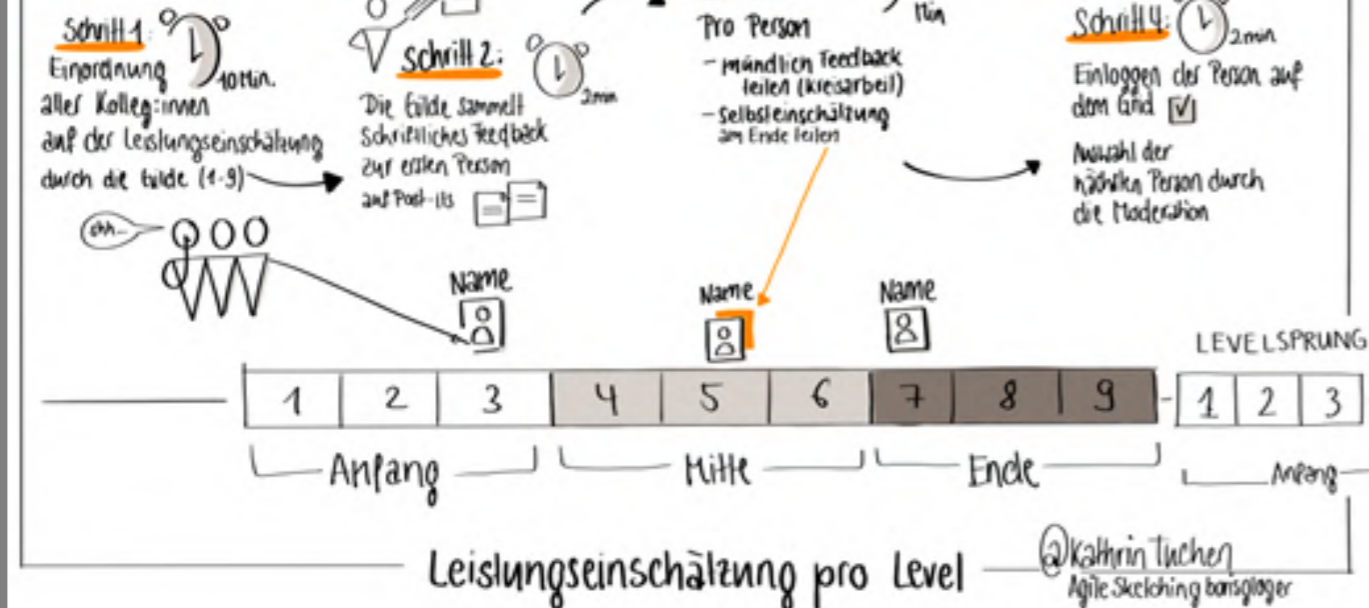 Schritt 1:
10 Min.
Einordnung
aller Kolleg:innen
auf der Leistungseinschätzung
durch die Gilde (1-9)
Schritt 2:
2min
Die Gilde sammelt
schriftliches Feedback
zur ersten Person
auf Post-its
Pro Person
- mündlich Feedback
teilen (Kreisarbeit)
- Selbsteinschätzung
am Ende teilen
Min
Schritt 4:
2min
Einloggen der Person auf
dem Grid
Auswahl der
nächsten Person durch
die Moderation
Name
Name
Name
LEVELSPRUNG
1 2 3 4 5 6 7 8 9 - 1 2 3
Anfang Mitte Ende Anfang
Leistungseinschätzung pro Level
@Kathrin Tuchen
Agile Sketching borisgloger